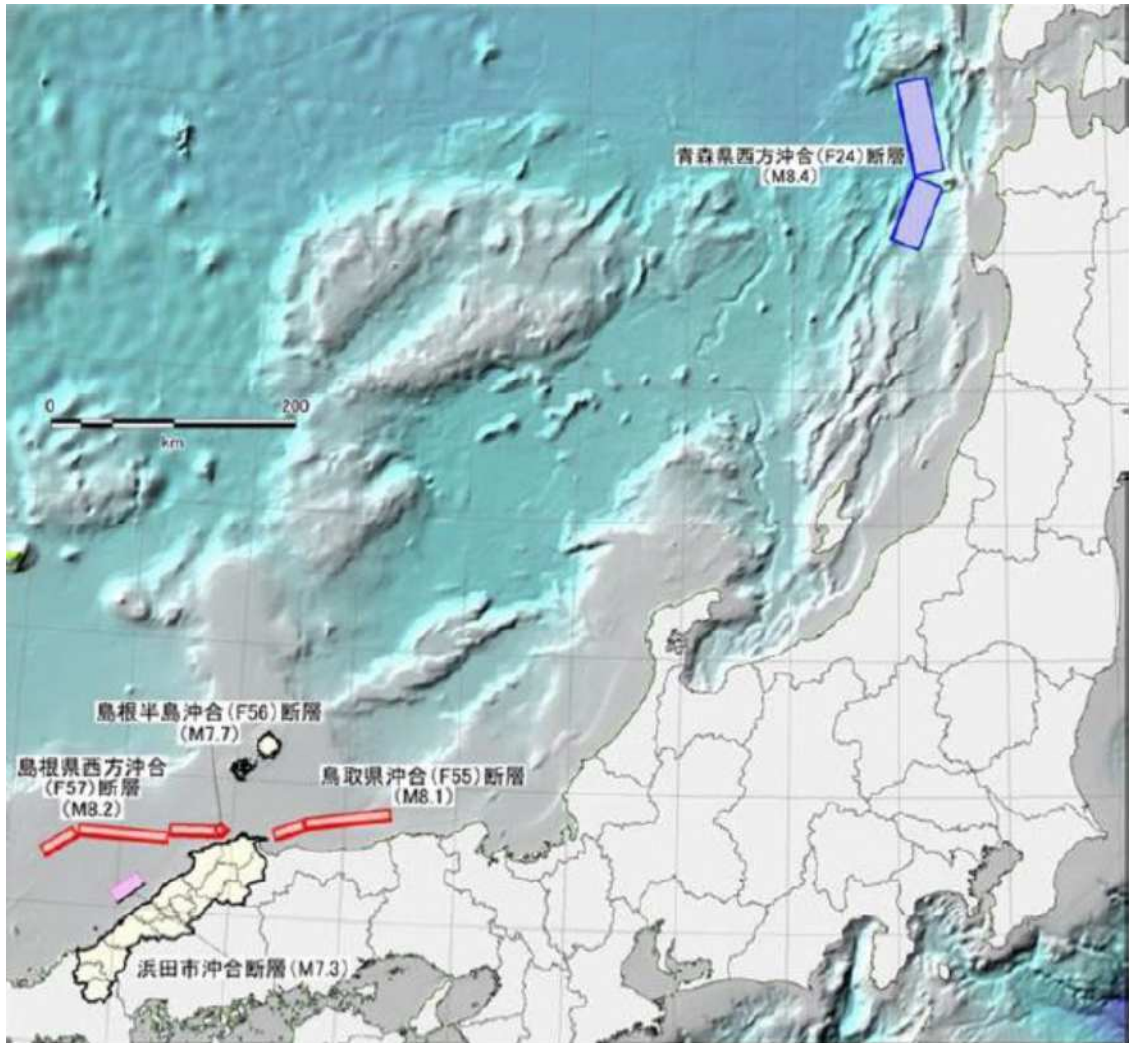 青森県西方沖合(F24)断層
(M8.4)
0
200
km
島根半島沖合(F56)断層
(M7.7)
島根県西方沖合
(F57)断層
(M8.2)
鳥取県沖合(F55)断層
(M8.1)
浜田市沖合断層(M7.3)